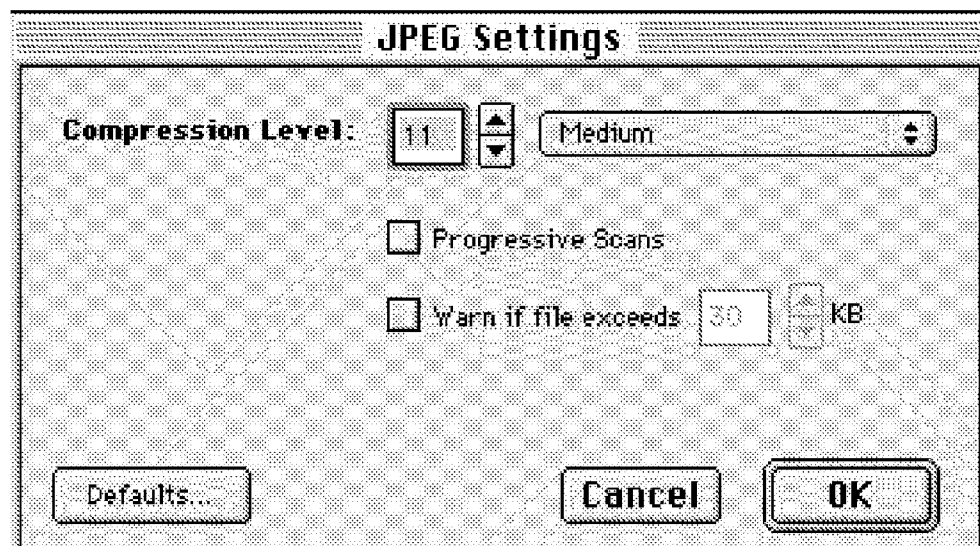 JPEG Settings
Compression Level: 11 Medium
Progressive Scans
Warn if file exceeds 30 KB
Defaults... Cancel OK